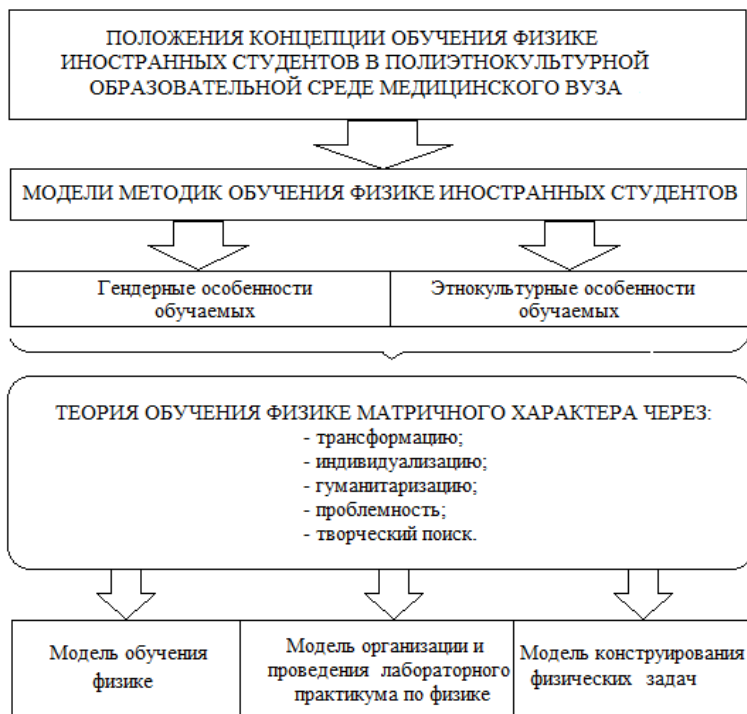 ПОЛОЖЕНИЯ КОНЦЕПЦИИ ОБУЧЕНИЯ ФИЗИКЕ
ИНОСТРАННЫХ СТУДЕНТОВ В ПОЛИЭТНОКУЛЬТУРНОЙ
ОБРАЗОВАТЕЛЬНОЙ СРЕДЕ МЕДИЦИНСКОГО ВУЗА
МОДЕЛИ МЕТОДИК ОБУЧЕНИЯ ФИЗИКЕ ИНОСТРАННЫХ СТУДЕНТОВ
Гендерные особенности
обучаемых
Этнокультурные особенности
обучаемых
ТЕОРИЯ ОБУЧЕНИЯ ФИЗИКЕ МАТРИЧНОГО ХАРАКТЕРА ЧЕРЕЗ:
- трансформацию;
- индивидуализацию;
- гуманитаризацию;
- проблемность;
- творческий поиск.
Модель обучения
физике
Модель организации и
проведения лабораторного
практикума по физике
Модель конструирования
физических задач